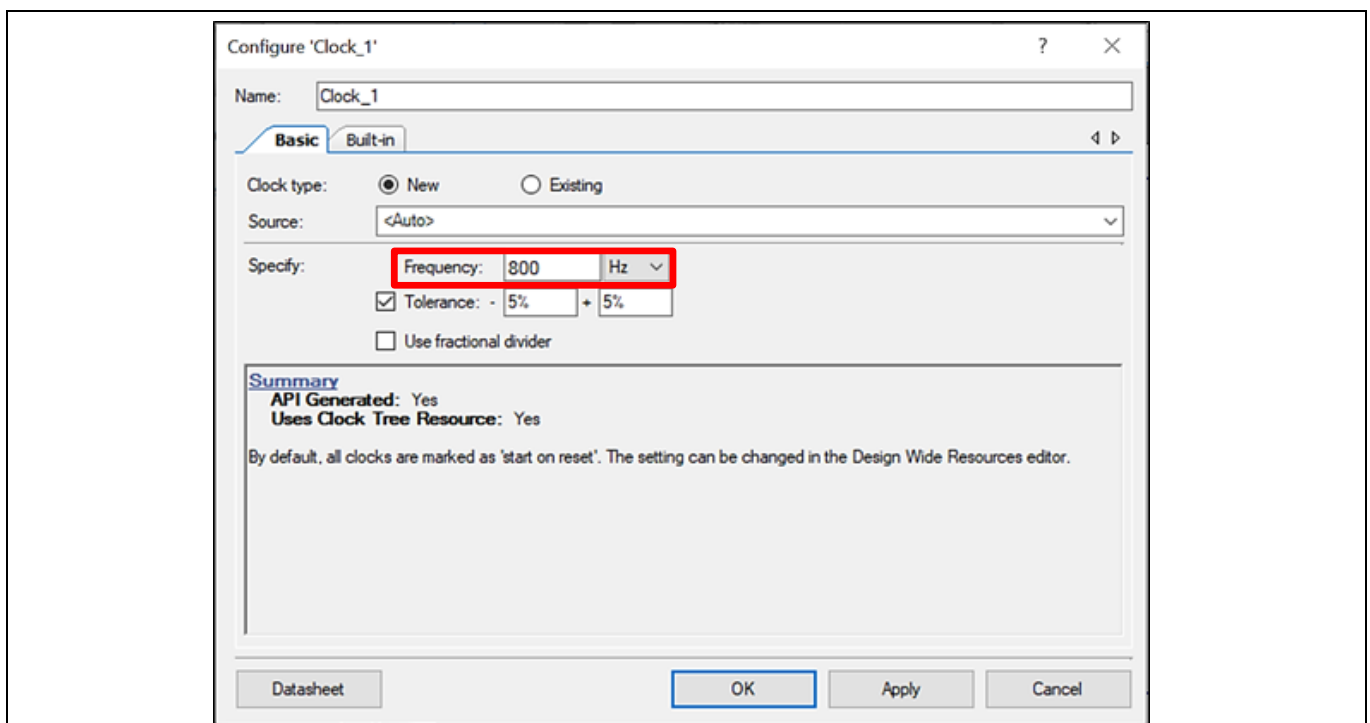 Configure 'Clock_1' ?
Name: Clock_1
Basic Built-in
Clock type: New Existing
Source: <Auto>
Specify: Frequency: 800 Hz
Tolerance: - 5% + 5%
Use fractional divider
Summary
API Generated: Yes
Uses Clock Tree Resource: Yes
By default, all clocks are marked as 'start on reset'. The setting can be changed in the Design Wide Resources editor.
Datasheet OK Apply Cancel